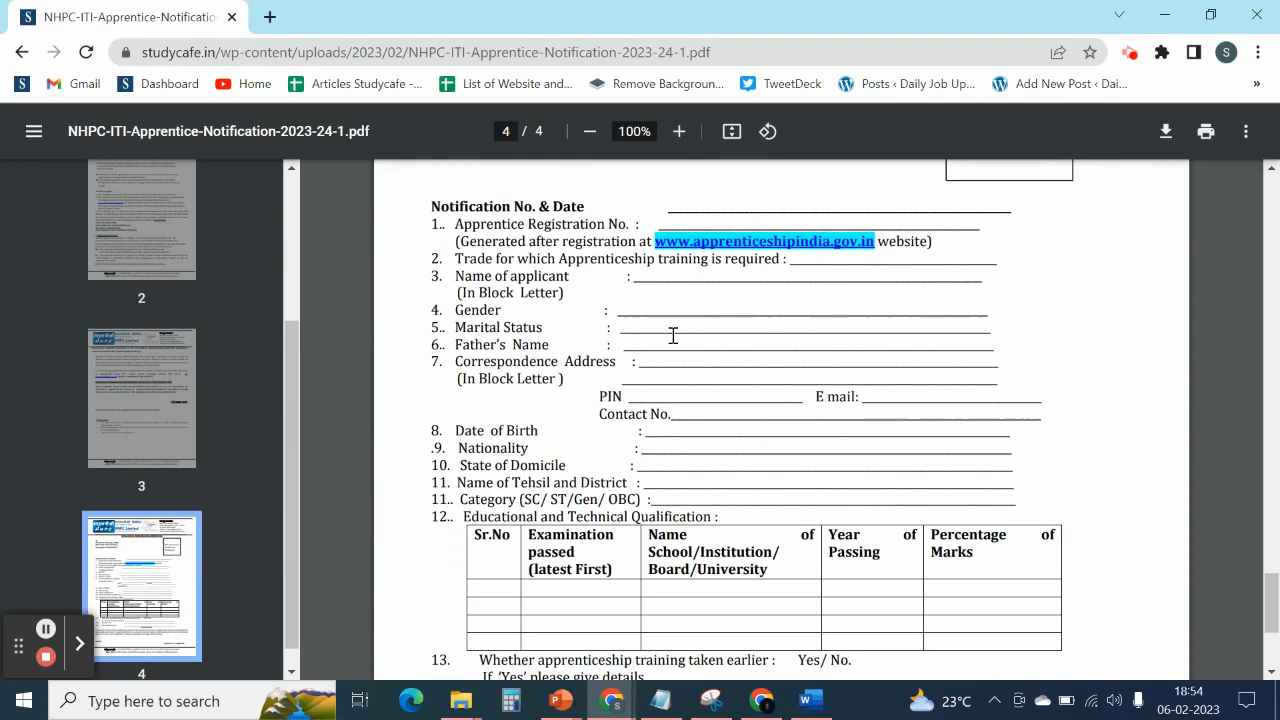 NHPC-ITI-Apprentice-Notification
studycafe.in/wp-content/uploads/2023/02/NHPC-ITI-Apprentice-Notification-2023-24-1.pdf
S
Gmail
Dashboard
Home
Articles Studycafe -...
List of Website and...
Remove Backgroun...
TweetDeck
Posts ‹ Daily Job Up...
Add New Post ‹ Dai...
»
NHPC-ITI-Apprentice-Notification-2023-24-1.pdf
4 / 4
100%
2
3
4
Notification No. & Date
1.. Apprentice Registration No. :
(Generated after registration at www.apprenticeshipindia.gov.in website)
2. Trade for which Apprenticeship training is required :
3. Name of applicant :
(In Block Letter)
4. Gender :
5.. Marital Status :
6.. Father's Name :
7. Correspondence Address :
(In Block Letter)
PIN E mail:
Contact No.
8. Date of Birth :
.9. Nationality :
10. State of Domicile :
11. Name of Tehsil and District :
11.. Category (SC/ ST/Gen/ OBC) :
12.. Educational and Technical Qualification :
Sr.No Examination passed (Latest First) Name School/Institution/ Board/University Year of Passing Percentage of Marks
13. Whether apprenticeship training taken earlier : Yes/ No.
If 'Yes' please give details
Type here to search
23°C
18:54
06-02-2023